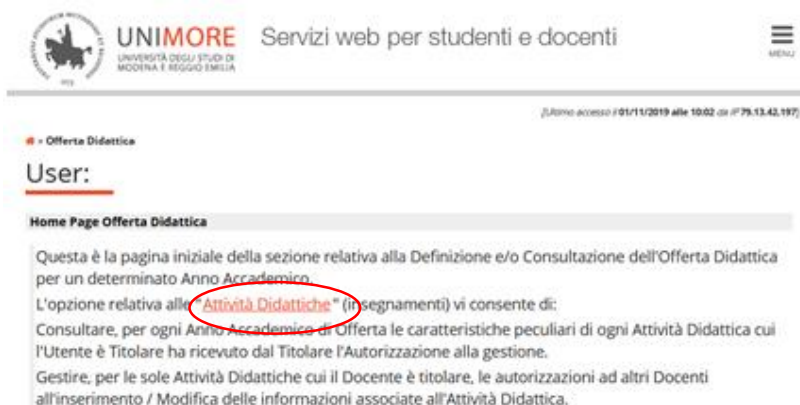 UNIMORE
UNIVERSITÀ DEGLI STUDI DI
MODENA E REGGIO EMILIA
Servizi web per studenti e docenti
MENU
[Ultimo accesso il 01/11/2019 alle 10:02 da IP 79.13.42.197]
» Offerta Didattica
User:
Home Page Offerta Didattica
Questa è la pagina iniziale della sezione relativa alla Definizione e/o Consultazione dell'Offerta Didattica
per un determinato Anno Accademico.
L'opzione relativa alle "Attività Didattiche" (insegnamenti) vi consente di:
Consultare, per ogni Anno Accademico di Offerta le caratteristiche peculiari di ogni Attività Didattica cui
l'Utente è Titolare ha ricevuto dal Titolare l'Autorizzazione alla gestione.
Gestire, per le sole Attività Didattiche cui il Docente è titolare, le autorizzazioni ad altri Docenti
all'inserimento / Modifica delle informazioni associate all'Attività Didattica.